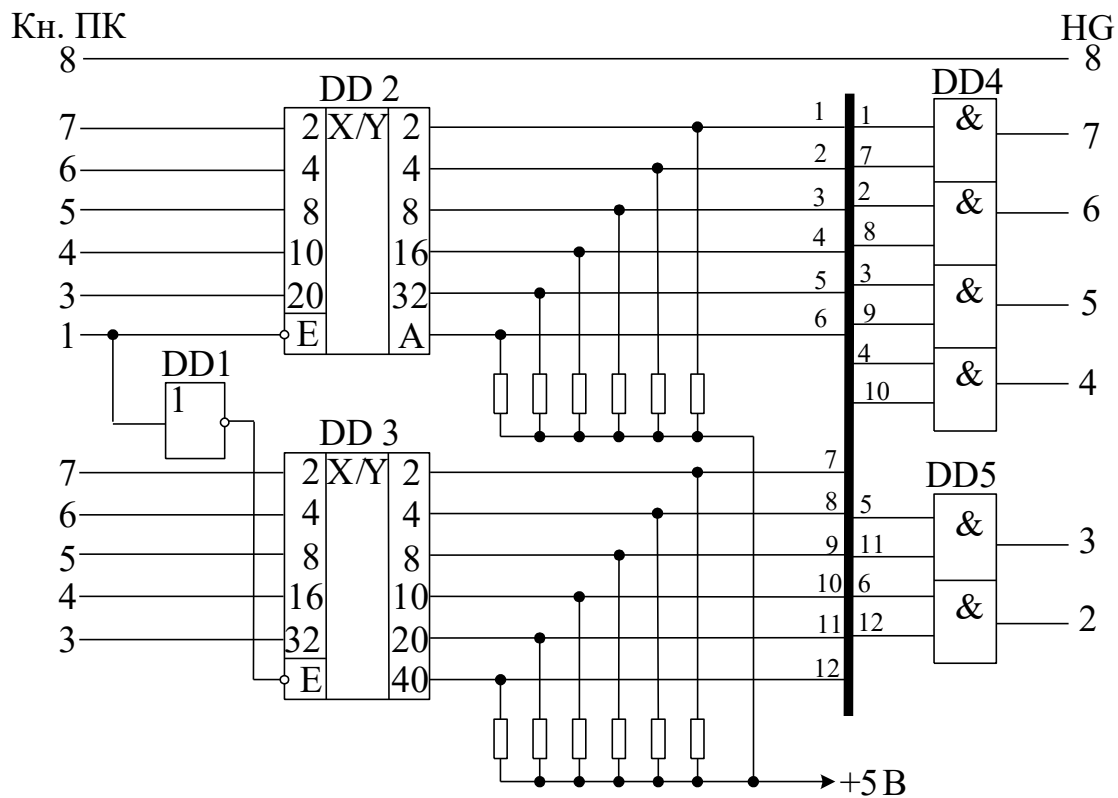 Кн. ПК HG
8 8
DD 2 DD4
7 2 X/Y 2 1 1 & 7
6 4 4 2 7
5 8 8 3 2 & 6
4 10 16 4 8
3 20 32 5 3 & 5
1 E A 6 9
DD1 4 & 4
1 10
DD 3
7 2 X/Y 2 7 DD5
6 4 4 8 5 &
5 8 8 9 11 3
4 16 10 10 6 &
3 32 20 11 12 2
E 40 12
+5 В